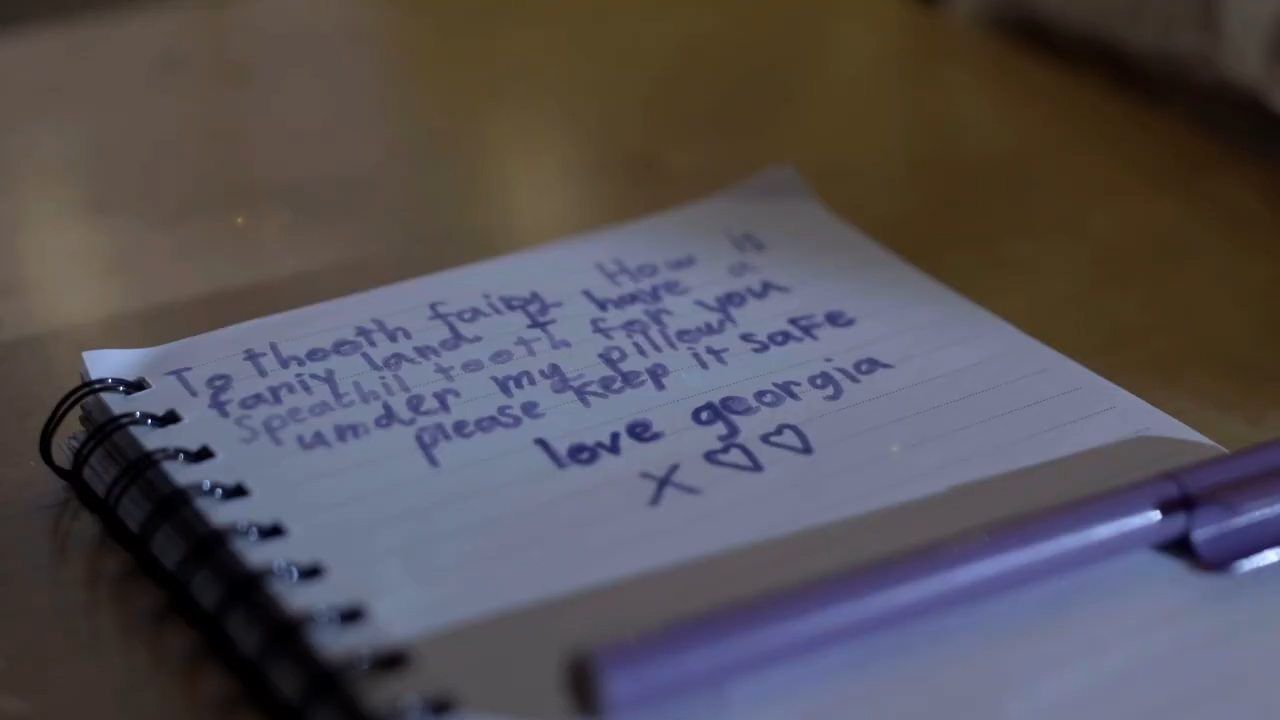 To thooth fairy How is
fariy land I have a
speathil tooth for you
umder my pillow
please keep it safe
love georgia
x